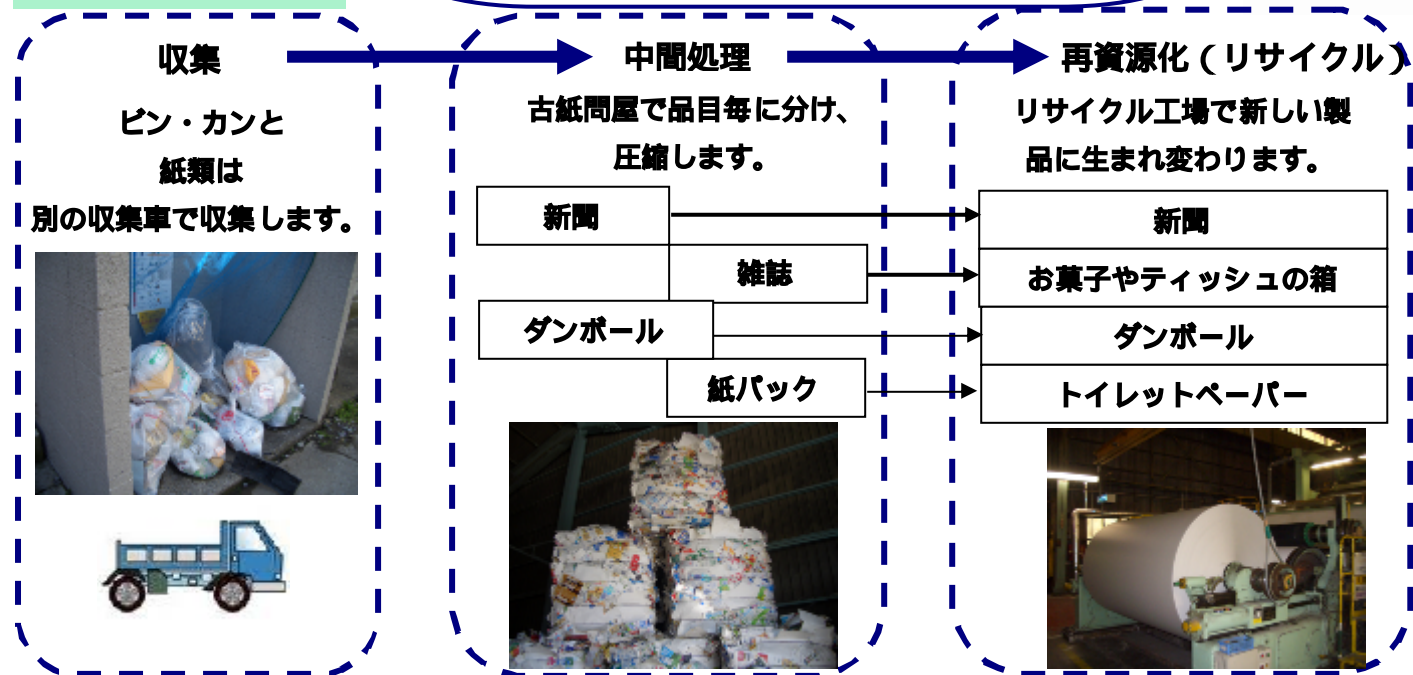 収集
ビン・カンと
紙類は
別の収集車で収集します。
中間処理
古紙問屋で品目毎に分け、
圧縮します。
新聞
雑誌
ダンボール
紙パック
再資源化(リサイクル)
リサイクル工場で新しい製
品に生まれ変わります。
新聞
お菓子やティッシュの箱
ダンボール
トイレットペーパー